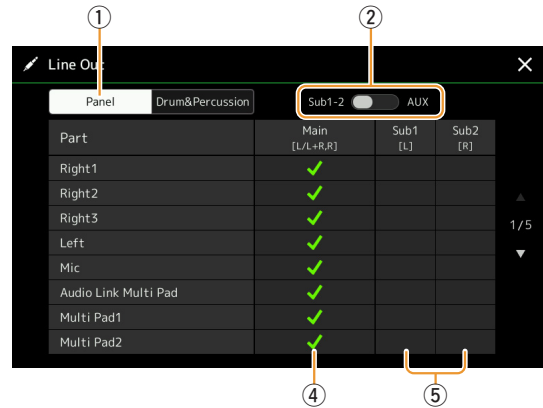 1
2
Line Out
Panel
Drum&Percussion
Sub1-2
AUX
Part
Main
[L/L+R,R]
Sub1
[L]
Sub2
[R]
Right1
Right2
Right3
1/5
Left
Mic
Audio Link Multi Pad
Multi Pad1
Multi Pad2
4
5